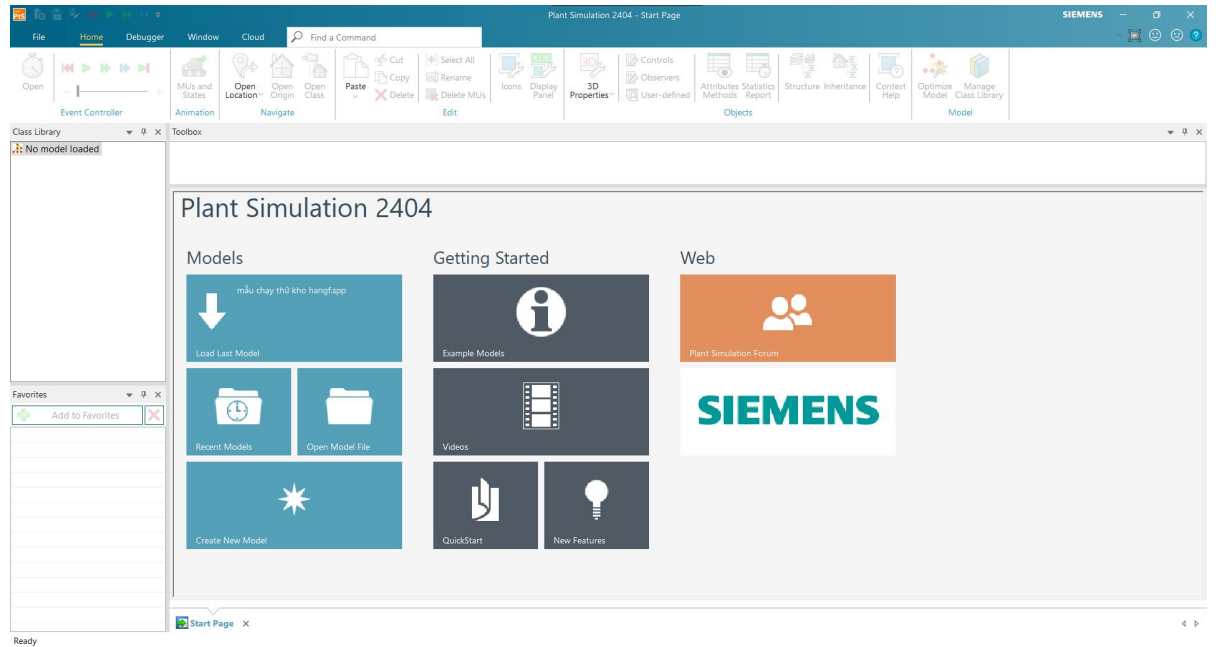 Plant Simulation 2404 - Start Page
SIEMENS
File Home Debugger Window Cloud Find a Command
Open
Event Controller
MUs and States
Animation
Open Location
Open Origin
Open Class
Navigate
Paste
Cut
Copy
Delete
Select All
Rename
Delete MUs
Edit
Icons
Display Panel
3D Properties
Controls
Observers
User-defined
Attributes Methods
Statistics Report
Structure
Inheritance
Objects
Context Help
Optimize Model
Manage Class Library
Model
Class Library
Toolbox
No model loaded
Plant Simulation 2404
Models
Getting Started
Web
mẫu chạy thử kho hangf.spp
Load Last Model
Example Models
Plant Simulation Forum
Favorites
Add to Favorites
Recent Models
Open Model File
Videos
SIEMENS
Create New Model
QuickStart
New Features
Start Page
Ready